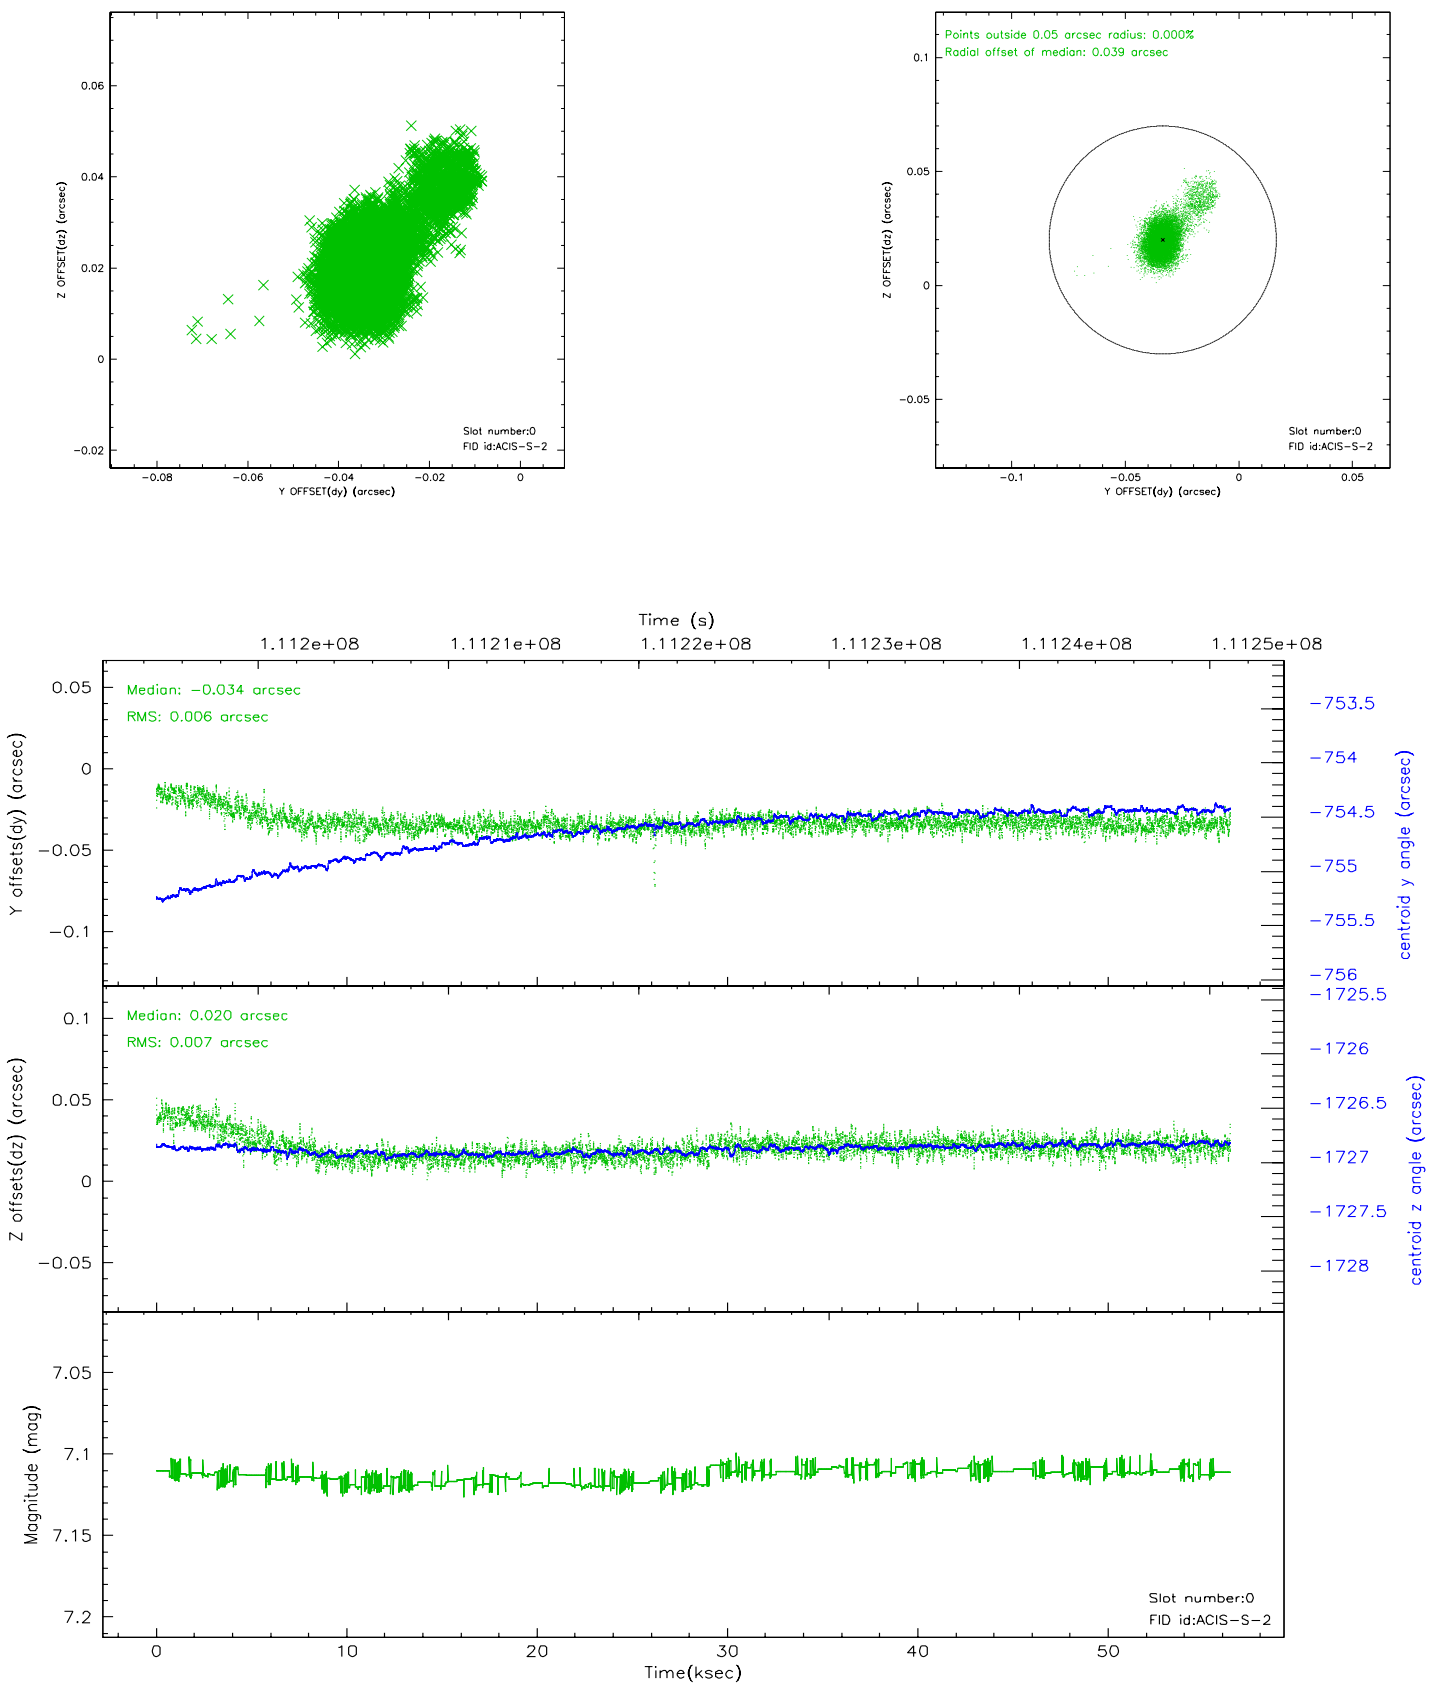 0.06
0.04
0.02
0
−0.02
Z OFFSET(dz) (arcsec)
Slot number:0
FID id:ACIS−S−2
−0.08 −0.06 −0.04 −0.02 0
Y OFFSET(dy) (arcsec)
Points outside 0.05 arcsec radius: 0.000%
Radial offset of median: 0.039 arcsec
0.1
0.05
0
−0.05
Z OFFSET(dz) (arcsec)
Slot number:0
FID id:ACIS−S−2
−0.1 −0.05 0 0.05
Y OFFSET(dy) (arcsec)
Time (s)
1.112e+08 1.1121e+08 1.1122e+08 1.1123e+08 1.1124e+08 1.1125e+08
Median: −0.034 arcsec
RMS: 0.006 arcsec
0.05
0
−0.05
−0.1
Y offsets(dy) (arcsec)
−753.5
−754
−754.5
−755
−755.5
−756
centroid y angle (arcsec)
Median: 0.020 arcsec
RMS: 0.007 arcsec
0.1
0.05
0
−0.05
Z offsets(dz) (arcsec)
−1725.5
−1726
−1726.5
−1727
−1727.5
−1728
centroid z angle (arcsec)
7.05
7.1
7.15
7.2
Magnitude (mag)
Slot number:0
FID id:ACIS−S−2
0 10 20 30 40 50
Time(ksec)